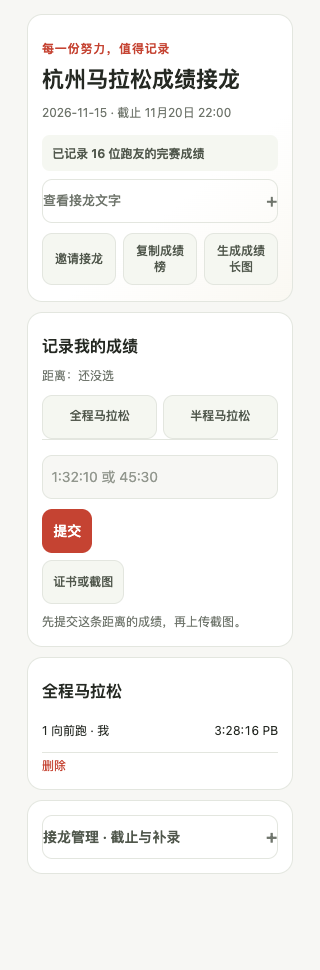 每一份努力，值得记录
杭州马拉松成绩接龙
2026-11-15 · 截止 11月20日 22:00
已记录 16 位跑友的完赛成绩
查看接龙文字 +
邀请接龙
复制成绩
榜
生成成绩
长图
记录我的成绩
距离：还没选
全程马拉松 半程马拉松
1:32:10 或 45:30
提交
证书或截图
先提交这条距离的成绩，再上传截图。
全程马拉松
1 向前跑 · 我 3:28:16 PB
删除
接龙管理 · 截止与补录 +